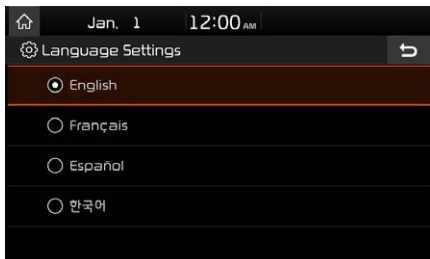 Jan. 1 12:00 AM
Language Settings
English
Français
Español
한국어